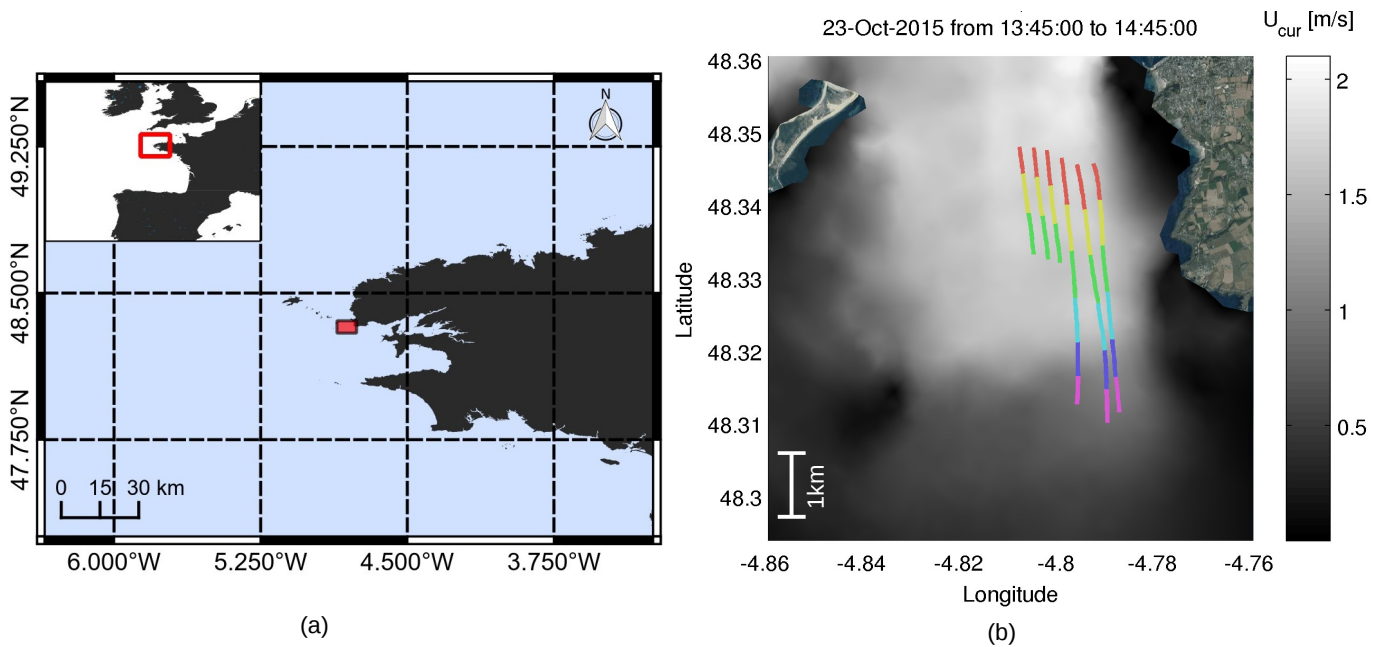 N
49.250°N
48.500°N
47.750°N
0 15 30 km
6.000°W 5.250°W 4.500°W 3.750°W
(a)
23-Oct-2015 from 13:45:00 to 14:45:00
U_cur [m/s]
48.36
48.35
48.34
48.33
48.32
48.31
48.3
Latitude
1km
-4.86 -4.84 -4.82 -4.8 -4.78 -4.76
Longitude
2
1.5
1
0.5
(b)